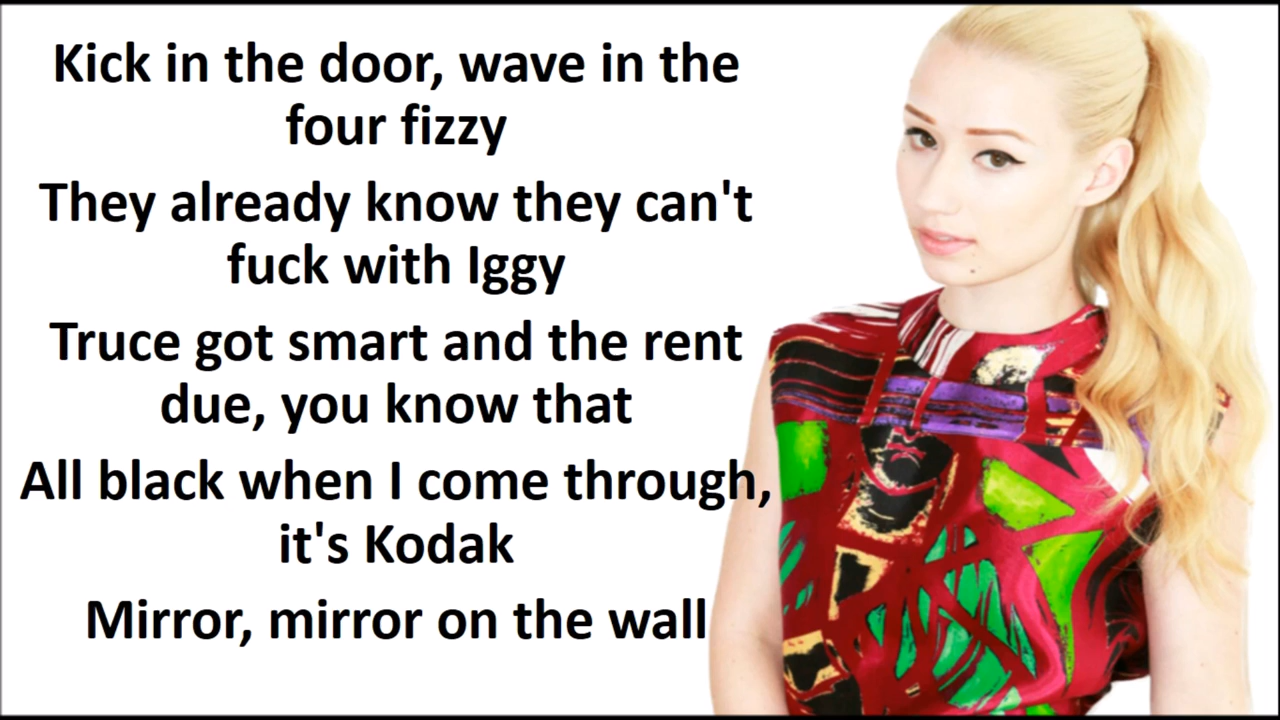 Kick in the door, wave in the
four fizzy
They already know they can't
fuck with Iggy
Truce got smart and the rent
due, you know that
All black when I come through,
it's Kodak
Mirror, mirror on the wall